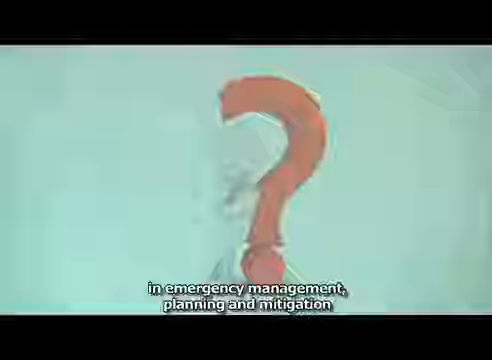 in emergency management,
planning and mitigation